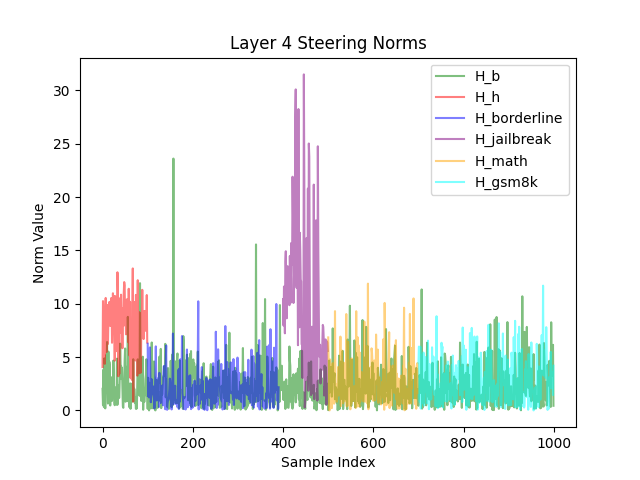 Layer 4 Steering Norms
H_b
H_h
H_borderline
H_jailbreak
H_math
H_gsm8k
Norm Value
30
25
20
15
10
5
0
0 200 400 600 800 1000
Sample Index